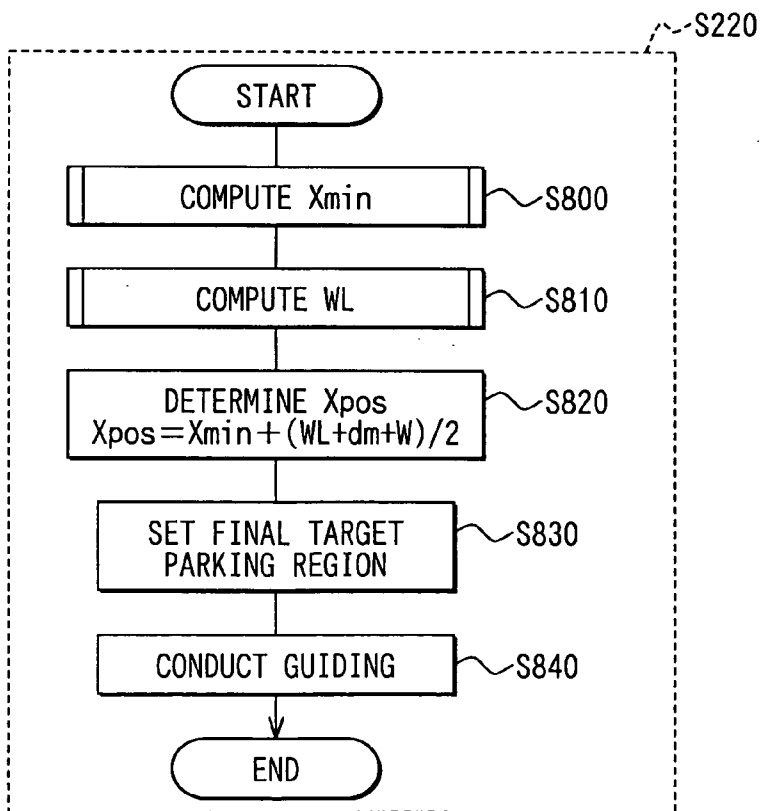 S220
START
COMPUTE Xmin
S800
COMPUTE WL
S810
DETERMINE Xpos
Xpos=Xmin+(WL+dm+W)/2
S820
SET FINAL TARGET
PARKING REGION
S830
CONDUCT GUIDING
S840
END